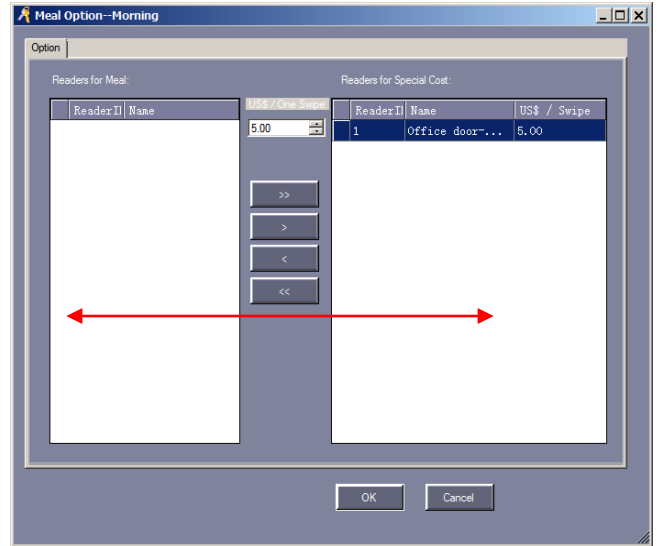 Meal Option--Morning
Option
Readers for Meal:
Readers for Special Cost:
ReaderI Name
US$ / One Swipe
5.00
ReaderI Name US$ / Swipe
1 Office door-... 5.00
>>
>
<
<<
OK Cancel